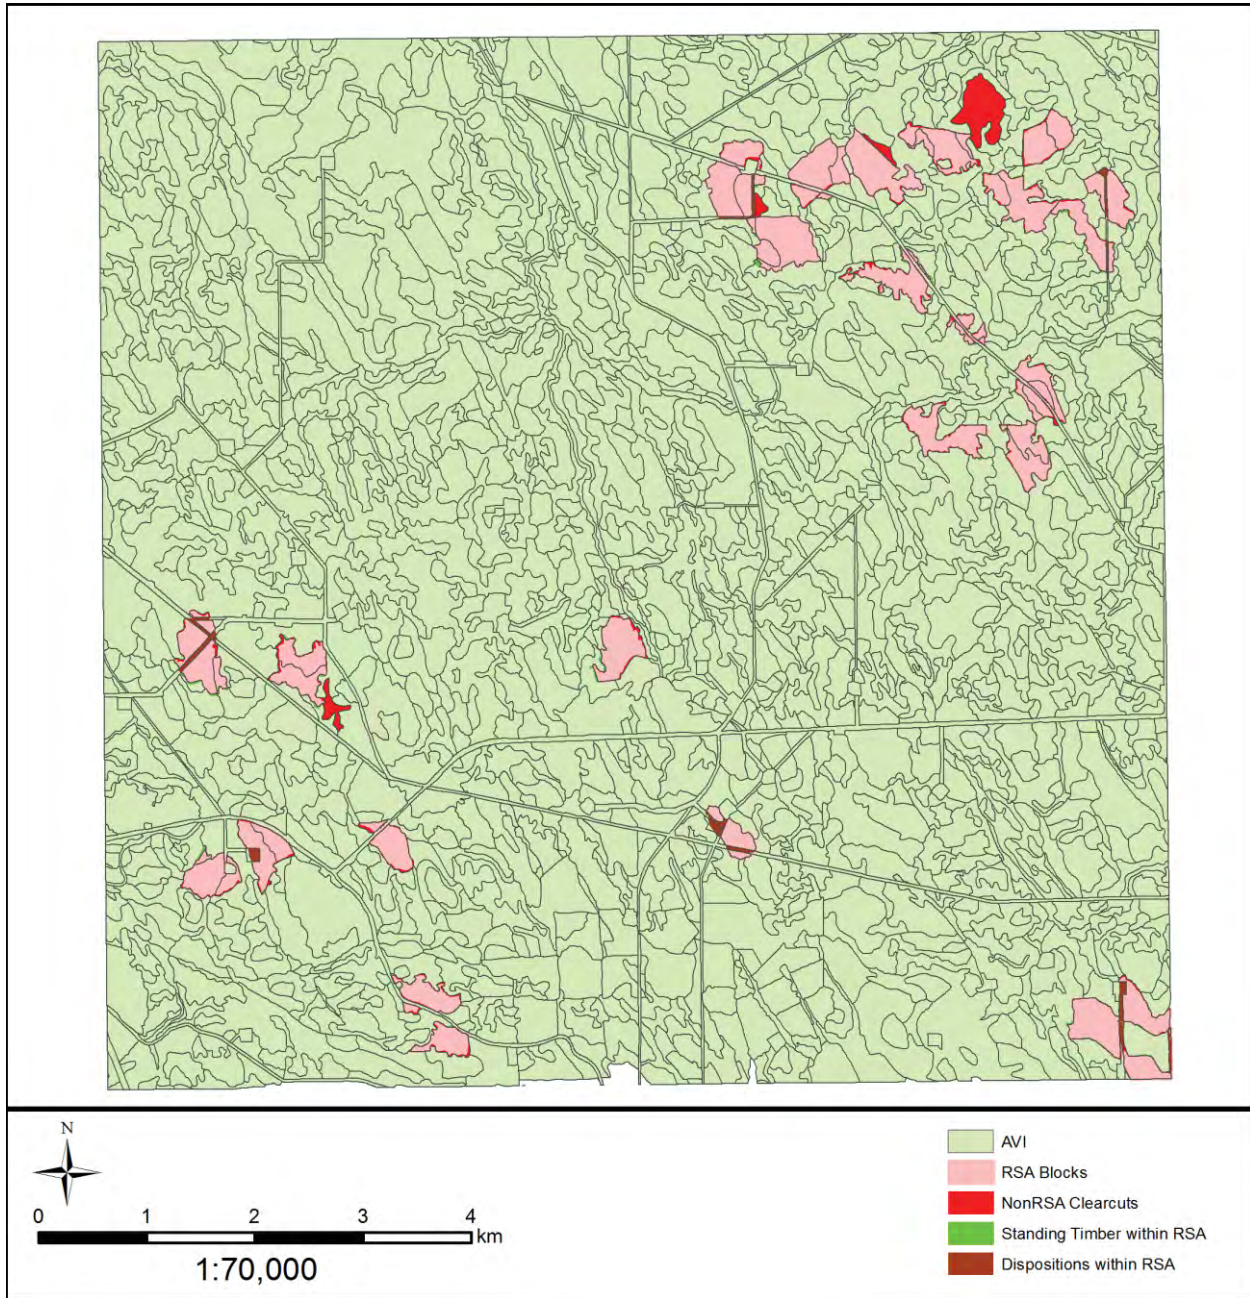 N
0 1 2 3 4
km
1:70,000
AVI
RSA Blocks
NonRSA Clearcuts
Standing Timber within RSA
Dispositions within RSA